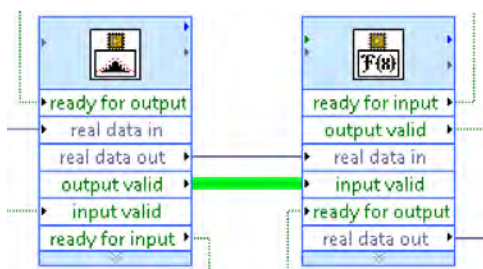 F(x)
ready for output
real data in
real data out
output valid
input valid
ready for input
ready for input
output valid
real data in
input valid
ready for output
real data out